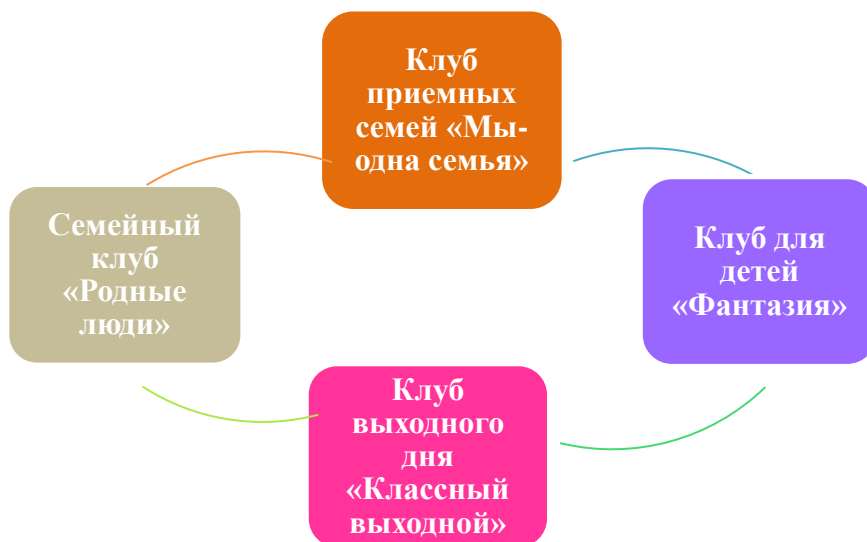 Клуб
приемных
семей «Мы-
одна семья»
Семейный
клуб
«Родные
люди»
Клуб для
детей
«Фантазия»
Клуб
выходного
дня
«Классный
выходной»